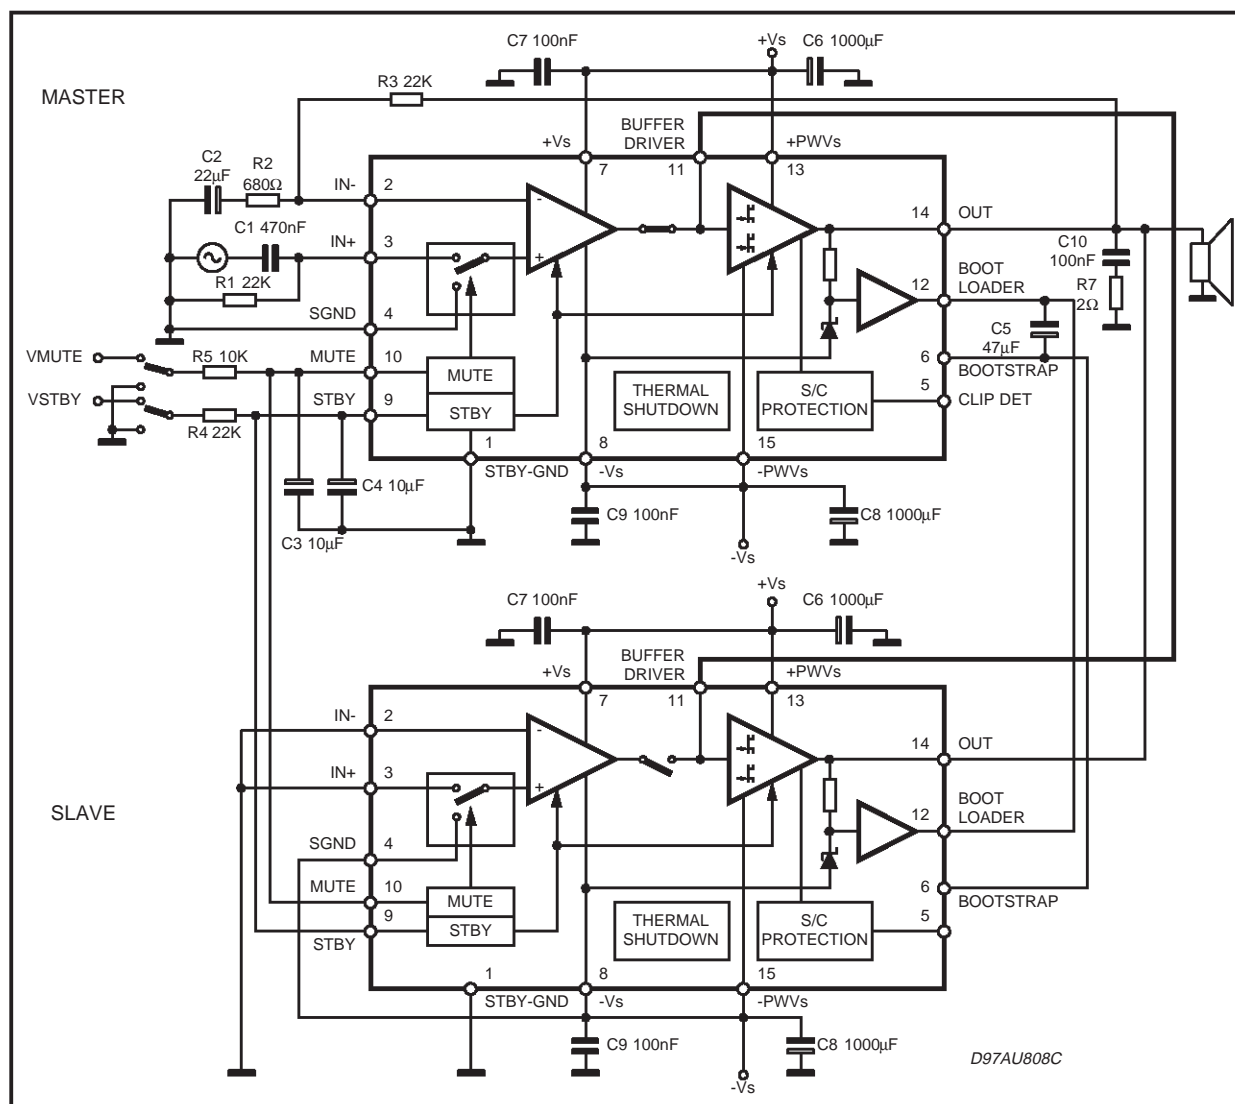 MASTER
C7 100nF
+Vs
C6 1000µF
R3 22K
BUFFER
DRIVER
+Vs
7
11
+PWVs
13
C2
22µF
R2
680Ω
IN-
2
C1 470nF
IN+
3
R1 22K
SGND
4
-
+
14
OUT
C10
100nF
R7
2Ω
BOOT
LOADER
12
C5
47µF
6
BOOTSTRAP
5
CLIP DET
VMUTE
R5 10K
MUTE
10
MUTE
VSTBY
R4 22K
STBY
9
STBY
THERMAL
SHUTDOWN
S/C
PROTECTION
1
STBY-GND
8
-Vs
15
-PWVs
C4 10µF
C3 10µF
C9 100nF
C8 1000µF
-Vs
SLAVE
C7 100nF
+Vs
C6 1000µF
BUFFER
DRIVER
+Vs
7
11
+PWVs
13
IN-
2
IN+
3
SGND
4
-
+
14
OUT
BOOT
LOADER
12
6
BOOTSTRAP
5
MUTE
10
MUTE
STBY
9
STBY
THERMAL
SHUTDOWN
S/C
PROTECTION
1
STBY-GND
8
-Vs
15
-PWVs
C9 100nF
C8 1000µF
-Vs
D97AU808C